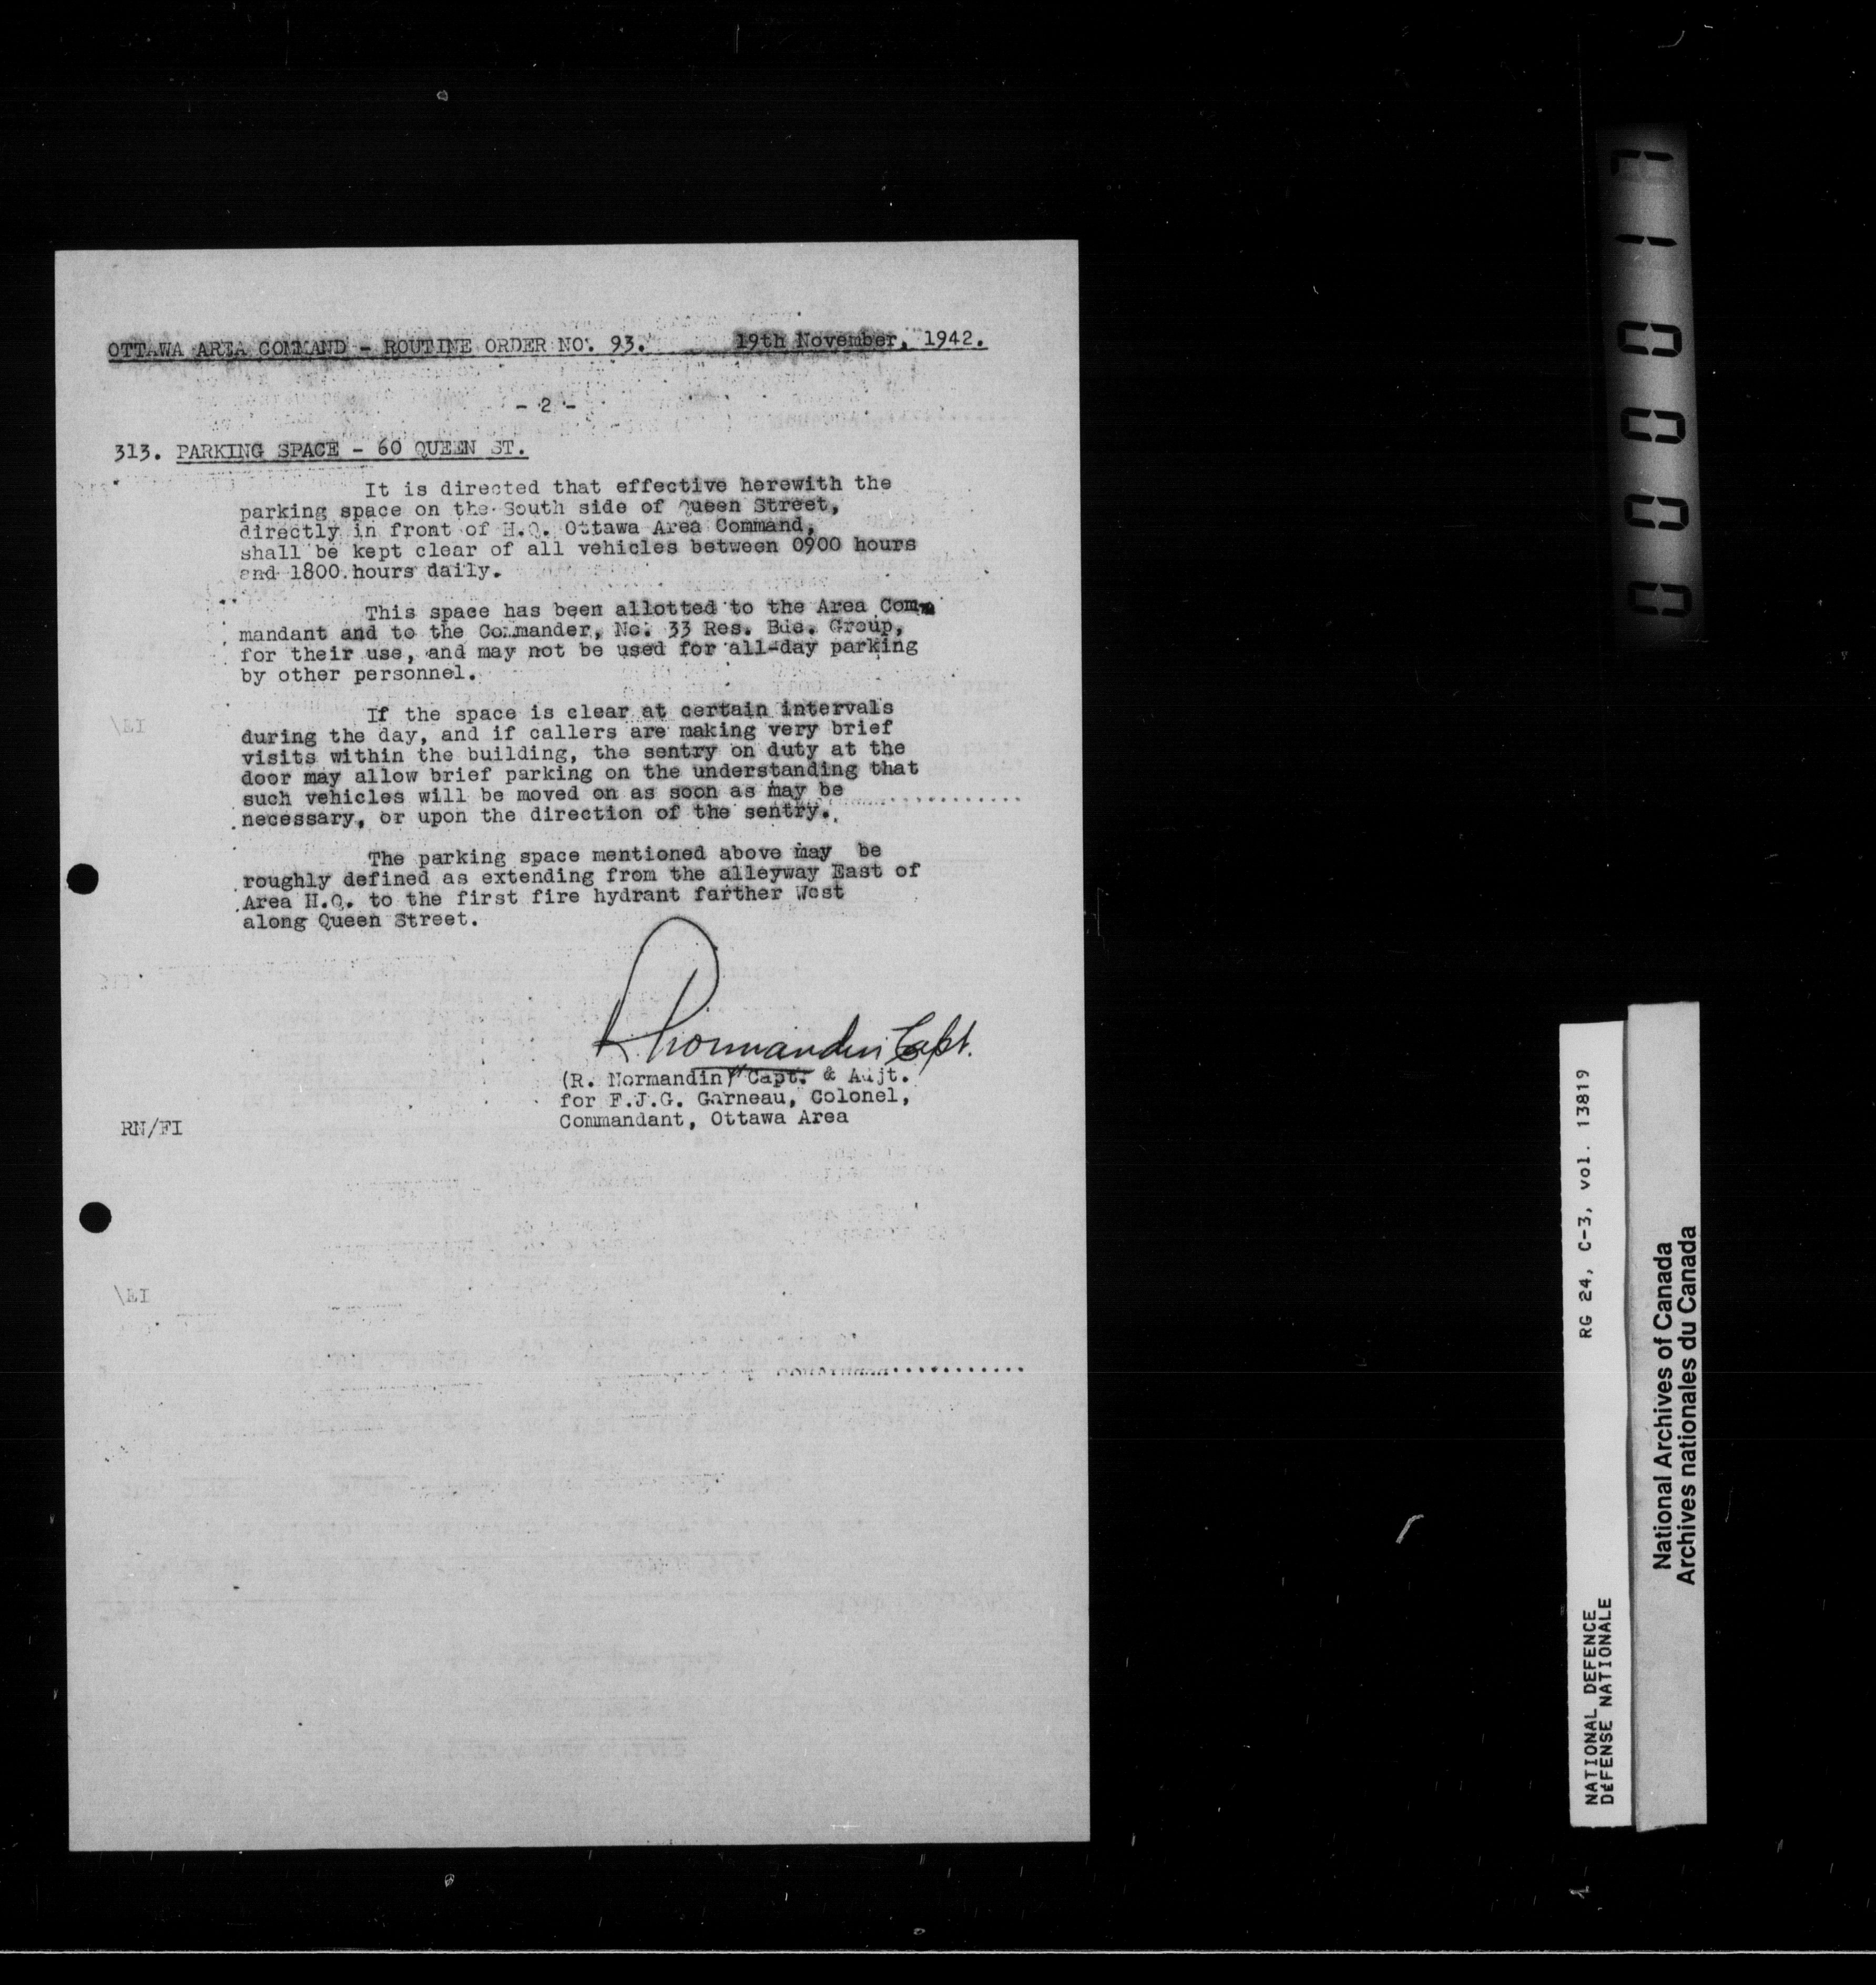 OTTAWA AREA COMMAND - ROUTINE ORDER NO. 93. 19th November, 1942.
- 2 -
313. PARKING SPACE - 60 QUEEN ST.
It is directed that effective herewith the
parking space on the South side of Queen Street,
directly in front of H.Q. Ottawa Area Command,
shall be kept clear of all vehicles between 0900 hours
and 1800 hours daily.
This space has been allotted to the Area Com-
mandant and to the Commander, No. 33 Res. Bde. Group,
for their use, and may not be used for all-day parking
by other personnel.
If the space is clear at certain intervals
during the day, and if callers are making very brief
visits within the building, the sentry on duty at the
door may allow brief parking on the understanding that
such vehicles will be moved on as soon as may be
necessary, or upon the direction of the sentry.
The parking space mentioned above may be
roughly defined as extending from the alleyway East of
Area H.Q. to the first fire hydrant farther West
along Queen Street.
R Normandin Capt.
(R. Normandin) Capt. & Adjt.
for F.J.G. Garneau, Colonel,
Commandant, Ottawa Area
RN/FI
000017
RG 24, C-3, vol. 13819
NATIONAL DEFENCE
DÉFENSE NATIONALE
National Archives of Canada
Archives nationales du Canada